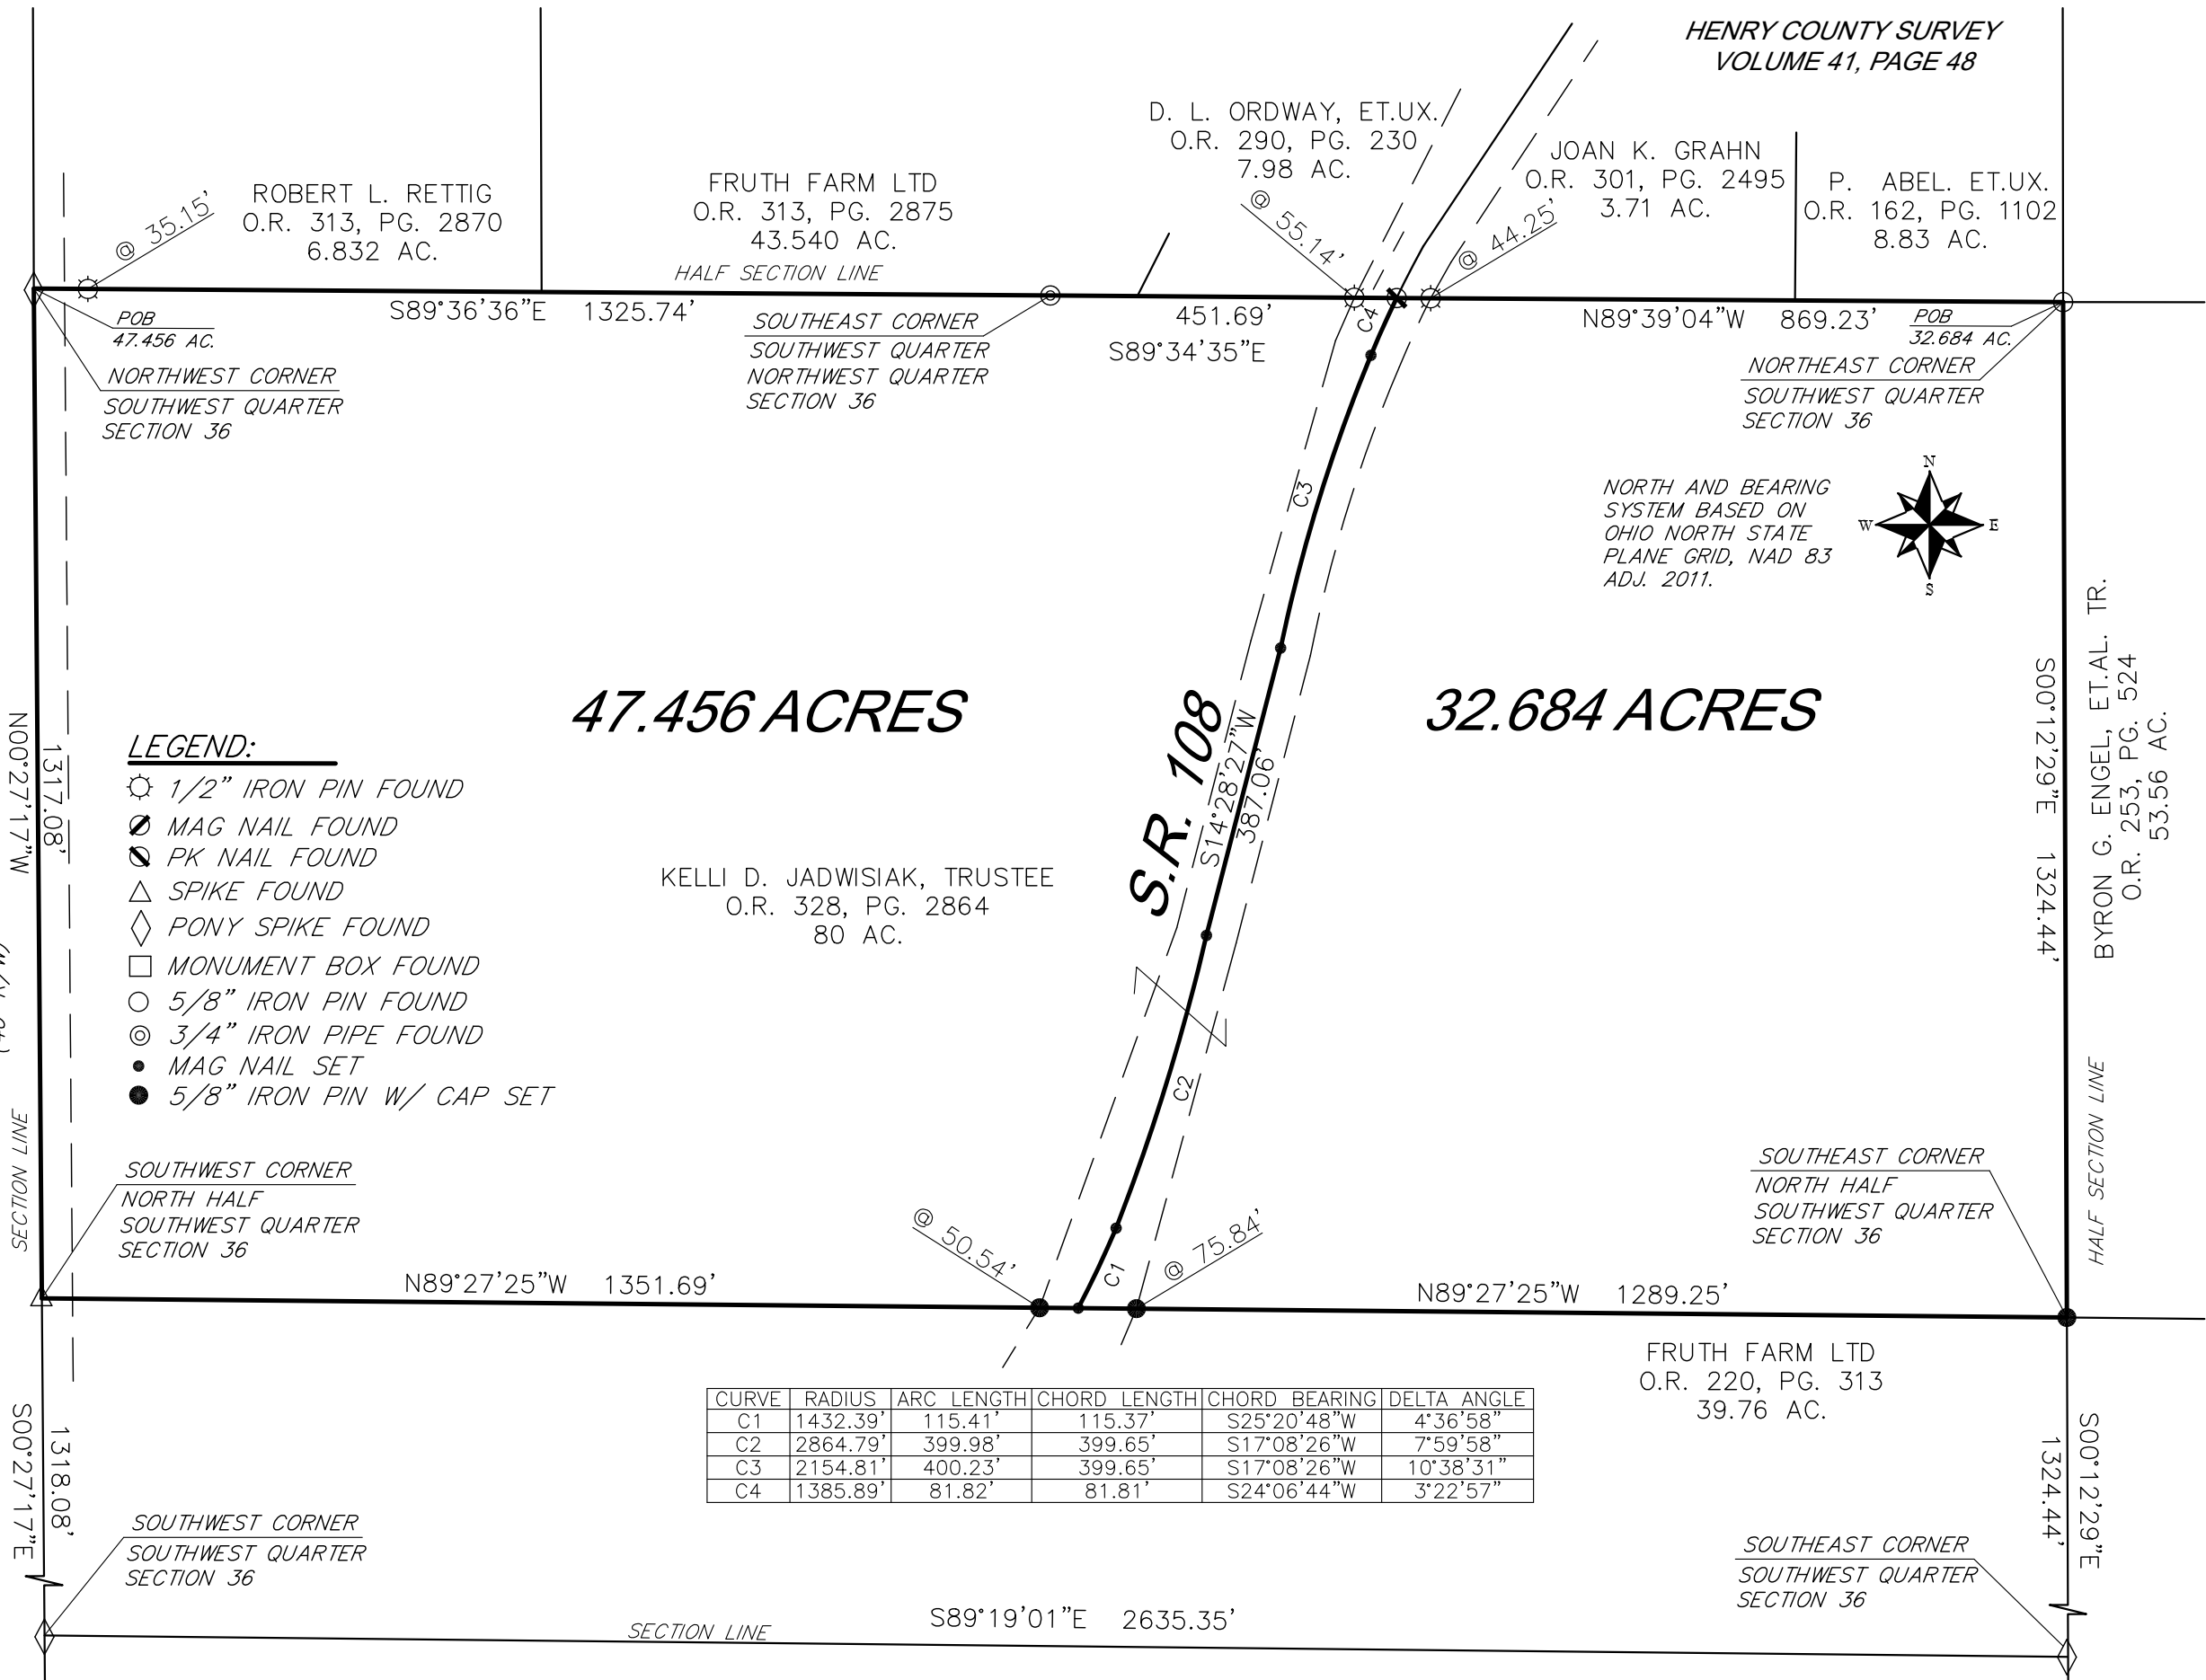 HENRY COUNTY SURVEY
VOLUME 41, PAGE 48
D. L. ORDWAY, ET.UX.
O.R. 290, PG. 230
7.98 AC.
JOAN K. GRAHN
O.R. 301, PG. 2495
3.71 AC.
P. ABEL. ET.UX.
O.R. 162, PG. 1102
8.83 AC.
ROBERT L. RETTIG
O.R. 313, PG. 2870
6.832 AC.
FRUTH FARM LTD
O.R. 313, PG. 2875
43.540 AC.
@ 35.15'
@ 55.14'
@ 44.25'
HALF SECTION LINE
S89°36'36"E 1325.74'
451.69'
S89°34'35"E
N89°39'04"W 869.23'
POB
47.456 AC.
NORTHWEST CORNER
SOUTHWEST QUARTER
SECTION 36
SOUTHEAST CORNER
SOUTHWEST QUARTER
NORTHWEST QUARTER
SECTION 36
POB
32.684 AC.
NORTHEAST CORNER
SOUTHWEST QUARTER
SECTION 36
C4
C3
NORTH AND BEARING
SYSTEM BASED ON
OHIO NORTH STATE
PLANE GRID, NAD 83
ADJ. 2011.
N
W
E
S
47.456 ACRES
32.684 ACRES
S.R. 108
S14°28'27"W
387.06'
N00°27'17"W
1317.08'
S00°12'29"E 1324.44'
BYRON G. ENGEL, ET.AL. TR.
O.R. 253, PG. 524
53.56 AC.
LEGEND:
1/2" IRON PIN FOUND
MAG NAIL FOUND
PK NAIL FOUND
SPIKE FOUND
PONY SPIKE FOUND
MONUMENT BOX FOUND
5/8" IRON PIN FOUND
3/4" IRON PIPE FOUND
MAG NAIL SET
5/8" IRON PIN W/ CAP SET
KELLI D. JADWISIAK, TRUSTEE
O.R. 328, PG. 2864
80 AC.
C2
SECTION LINE
HALF SECTION LINE
SOUTHWEST CORNER
NORTH HALF
SOUTHWEST QUARTER
SECTION 36
SOUTHEAST CORNER
NORTH HALF
SOUTHWEST QUARTER
SECTION 36
@ 50.54'
C1
@ 75.84'
N89°27'25"W 1351.69'
N89°27'25"W 1289.25'
FRUTH FARM LTD
O.R. 220, PG. 313
39.76 AC.
CURVE RADIUS ARC LENGTH CHORD LENGTH CHORD BEARING DELTA ANGLE
C1 1432.39' 115.41' 115.37' S25°20'48"W 4°36'58"
C2 2864.79' 399.98' 399.65' S17°08'26"W 7°59'58"
C3 2154.81' 400.23' 399.65' S17°08'26"W 10°38'31"
C4 1385.89' 81.82' 81.81' S24°06'44"W 3°22'57"
S00°27'17"E
1318.08'
S00°12'29"E
1324.44'
SOUTHWEST CORNER
SOUTHWEST QUARTER
SECTION 36
SOUTHEAST CORNER
SOUTHWEST QUARTER
SECTION 36
S89°19'01"E 2635.35'
SECTION LINE